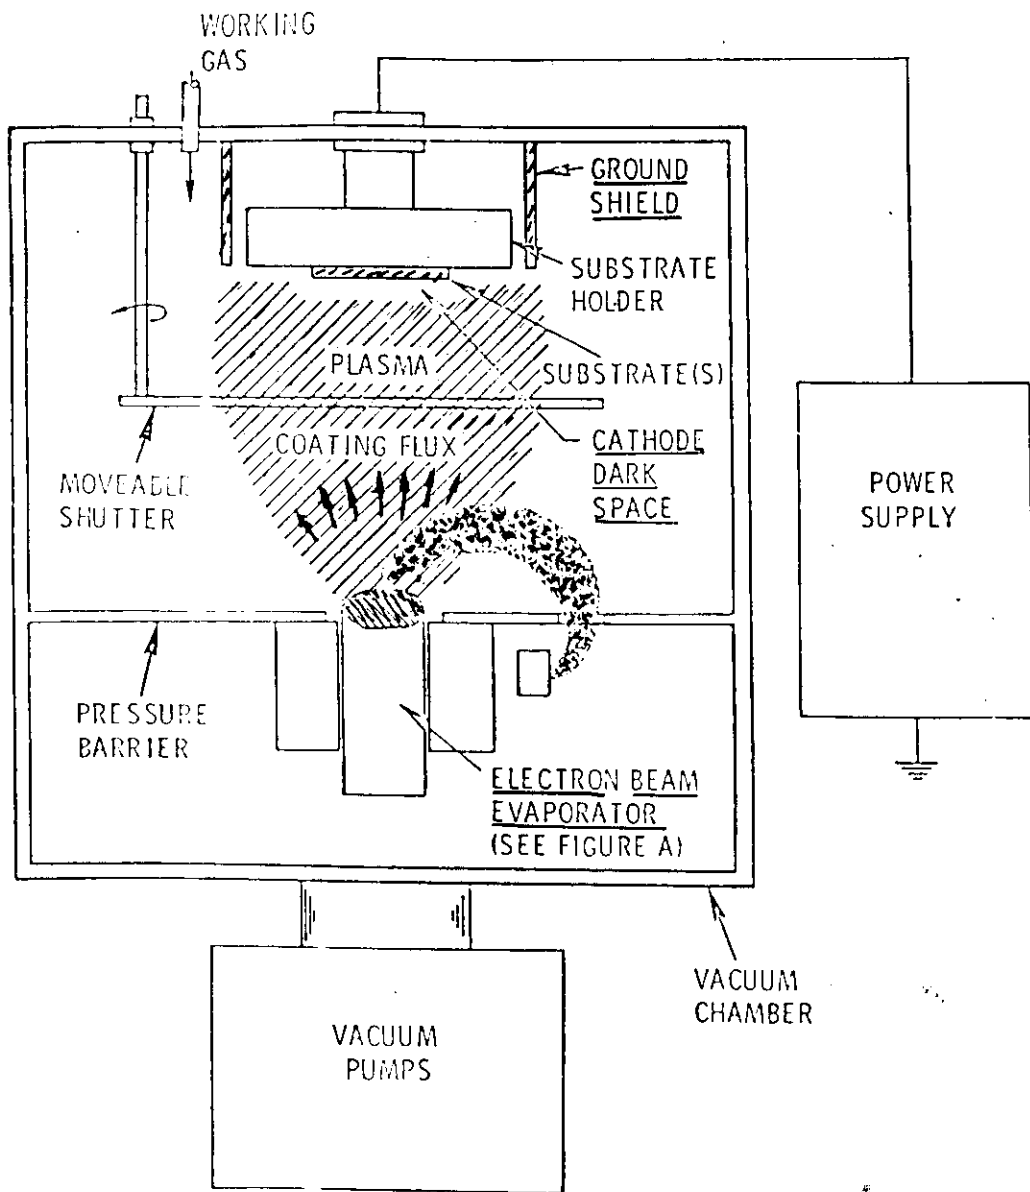 WORKING
GAS
GROUND
SHIELD
SUBSTRATE
HOLDER
PLASMA
SUBSTRATE(S)
COATING FLUX
CATHODE
DARK
SPACE
MOVEABLE
SHUTTER
POWER
SUPPLY
PRESSURE
BARRIER
ELECTRON BEAM
EVAPORATOR
(SEE FIGURE A)
VACUUM
CHAMBER
VACUUM
PUMPS